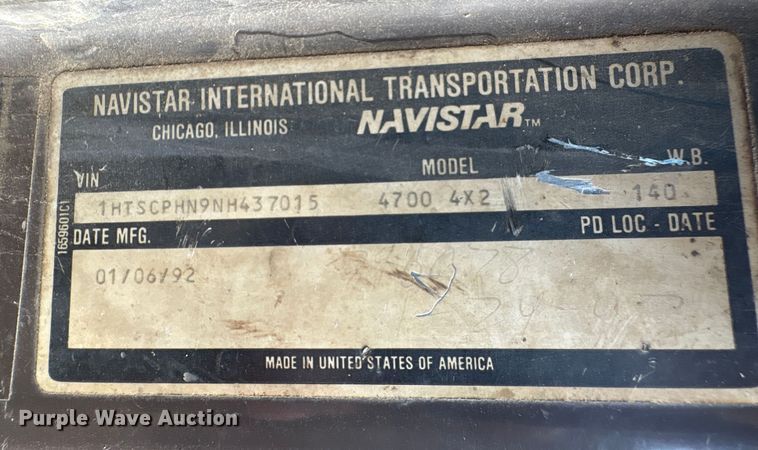 NAVISTAR INTERNATIONAL TRANSPORTATION CORP.
CHICAGO, ILLINOIS NAVISTAR™
VIN MODEL W.B.
1HTSCPHN9NH437015 4700 4X2 140
DATE MFG. PD LOC - DATE
01/06/92
MADE IN UNITED STATES OF AMERICA
1659601C1
Purple Wave Auction